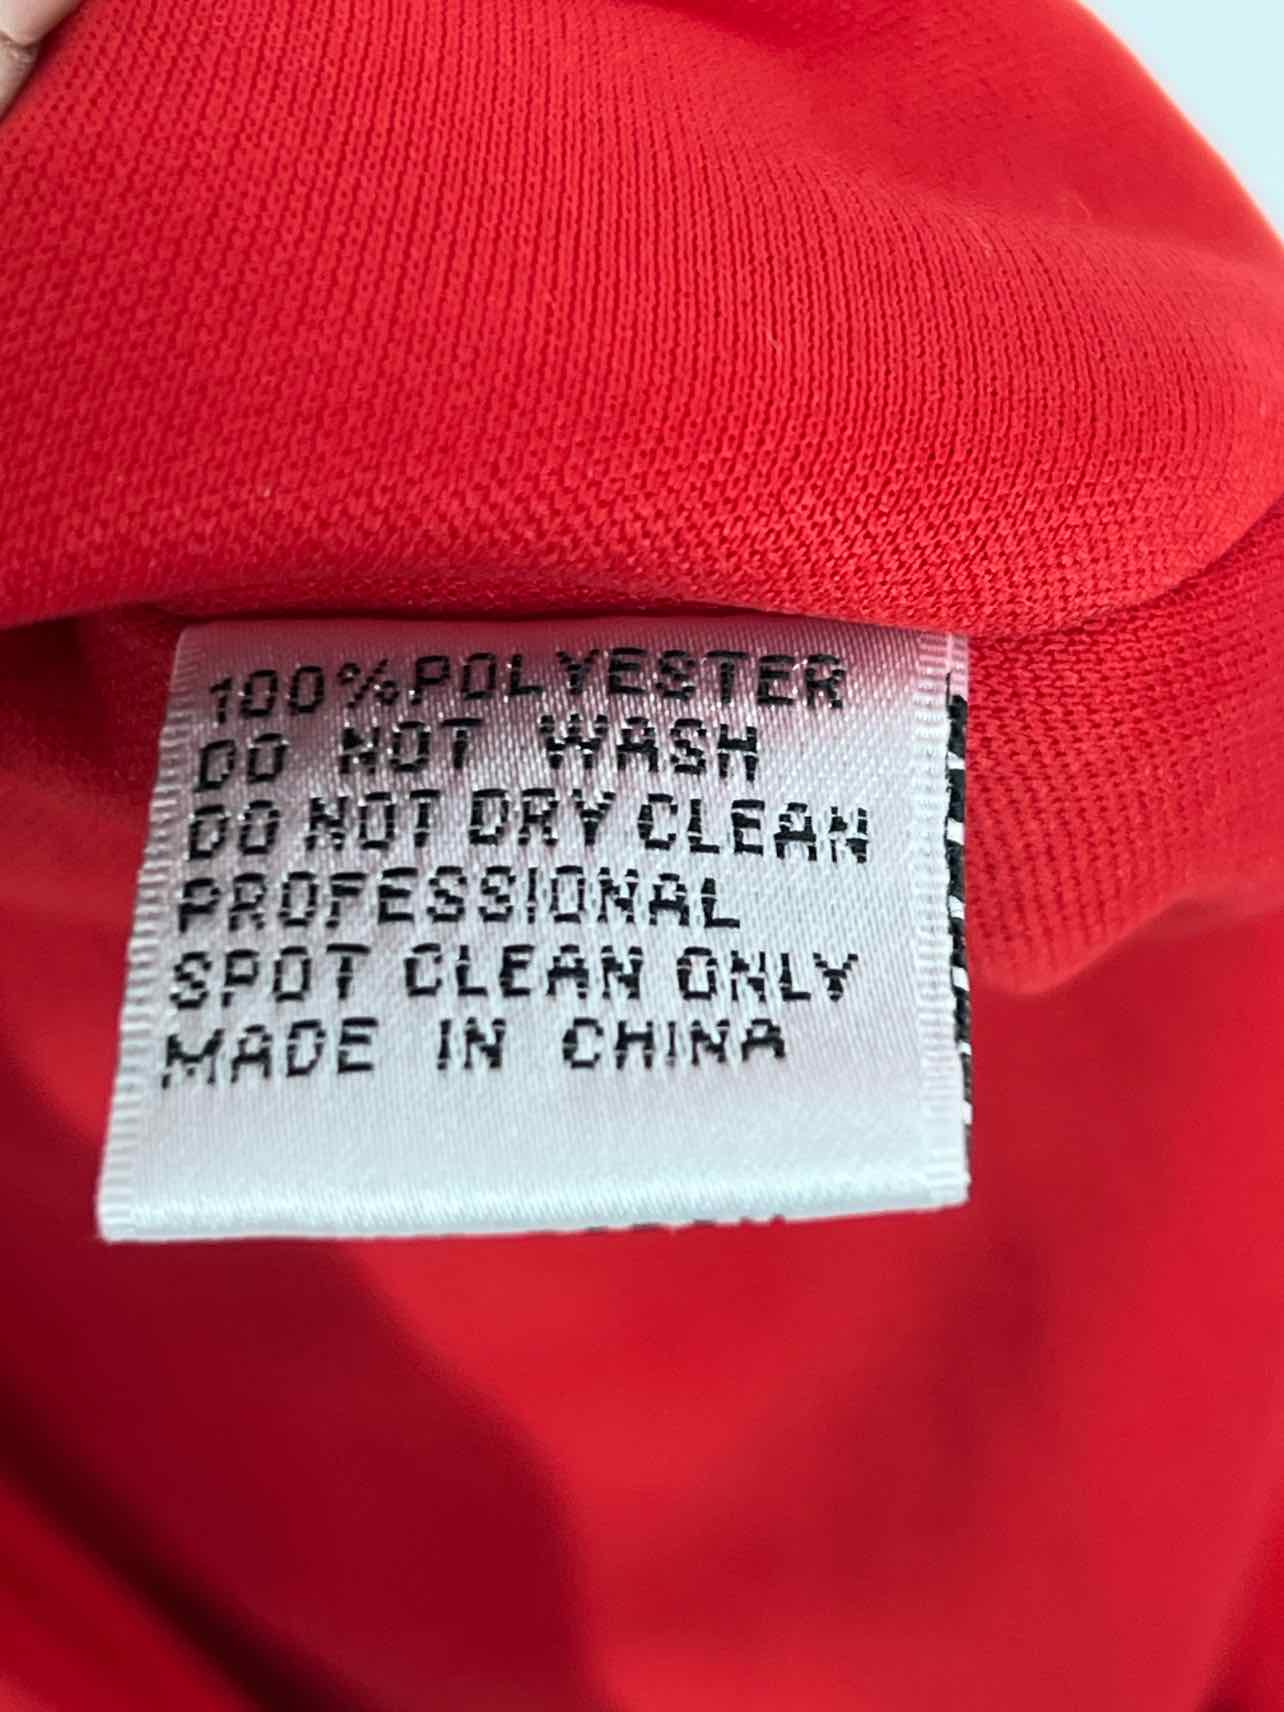 100%POLYESTER
DO NOT WASH
DO NOT DRY CLEAN
PROFESSIONAL
SPOT CLEAN ONLY
MADE IN CHINA